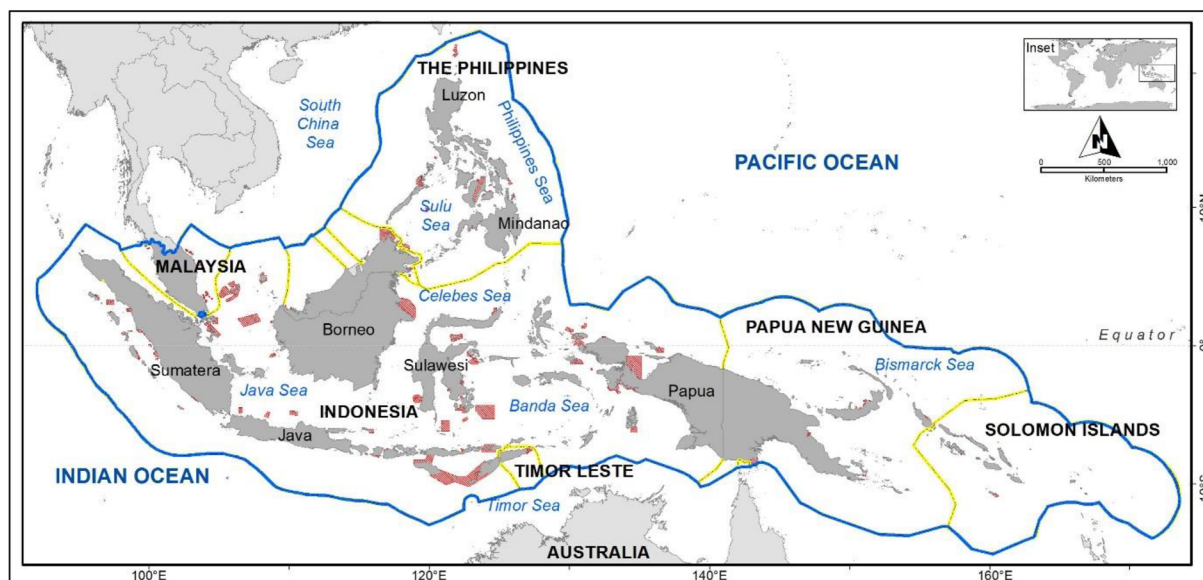 Inset
THE PHILIPPINES
Luzon
South
China
Sea
Philippines Sea
PACIFIC OCEAN
N
0 500 1,000
Kilometers
Sulu
Sea
Mindanao
MALAYSIA
Celebes Sea
Borneo
PAPUA NEW GUINEA
Equator
0°
Bismarck Sea
Sumatera
Sulawesi
Papua
Java Sea
INDONESIA
Banda Sea
Java
SOLOMON ISLANDS
INDIAN OCEAN
TIMOR LESTE
Timor Sea
AUSTRALIA
10°S
100°E 120°E 140°E 160°E